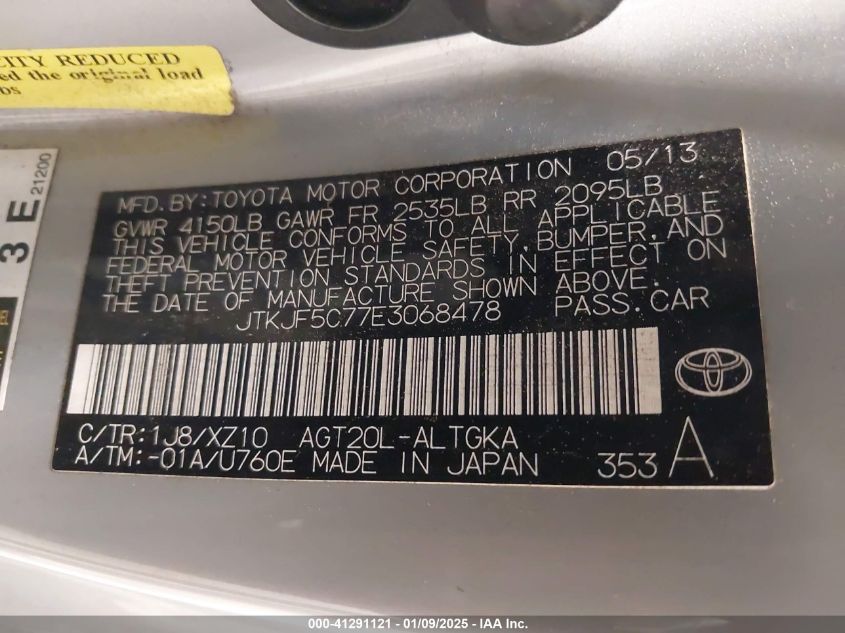 CITY REDUCED
the original load
bs
3 E
21200
MFD.BY:TOYOTA MOTOR CORPORATION 05/13
GVWR 4150LB GAWR FR 2535LB RR 2095LB
THIS VEHICLE CONFORMS TO ALL APPLICABLE
FEDERAL MOTOR VEHICLE SAFETY,BUMPER,AND
THEFT PREVENTION STANDARDS IN EFFECT ON
THE DATE OF MANUFACTURE SHOWN ABOVE.
JTKJF5C77E3068478 PASS.CAR
C/TR:1J8/XZ10 AGT20L-ALTGKA
A/TM:-01A/U760E MADE IN JAPAN 353 A
000-41291121 - 01/09/2025 - IAA Inc.